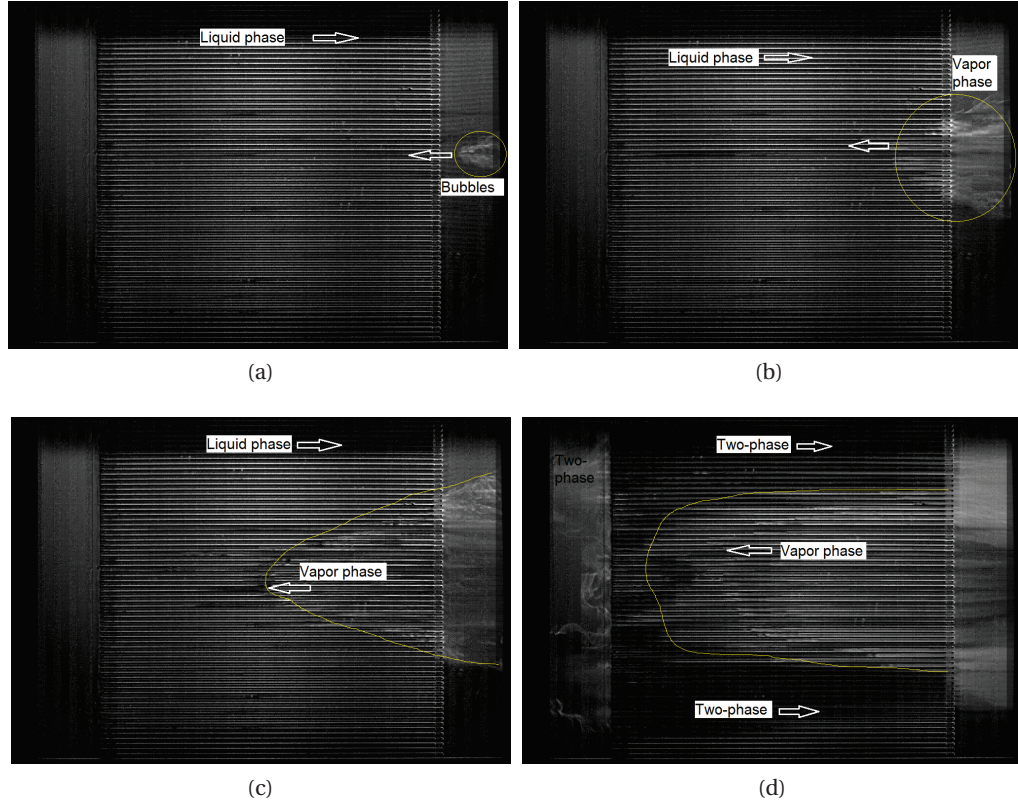 Liquid phase
Bubbles
(a)
Liquid phase
Vapor
phase
(b)
Liquid phase
Vapor phase
(c)
Two-phase
Two-
phase
Vapor phase
Two-phase
(d)